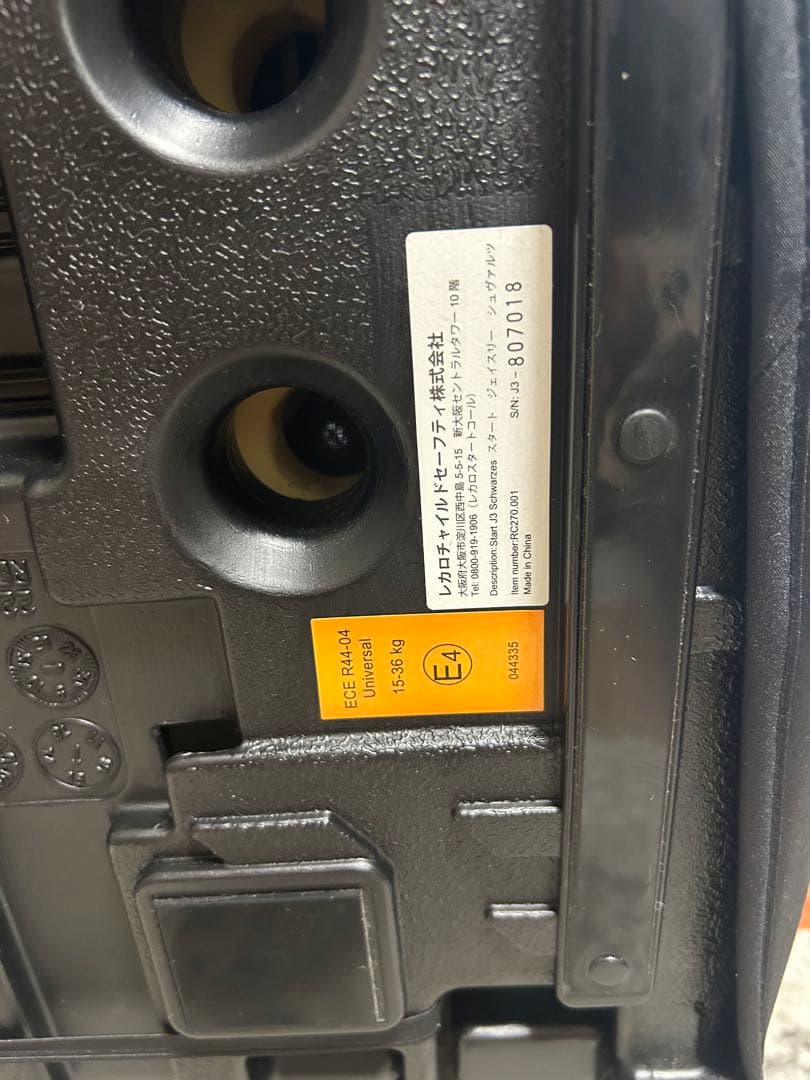 レカロチャイルドセーフティ株式会社
大阪府大阪市淀川区西中島 5-5-15 新大阪セントラルタワー 10 階
Tel: 0800-919-1906（レカロスタートコール）
Description:Start J3 Schwarzes スタート ジェイスリー シュヴァルツ
Item number:RC270.001 S/N: J3 - 807018
Made in China
ECE R44-04
Universal
15-36 kg
E4
044335